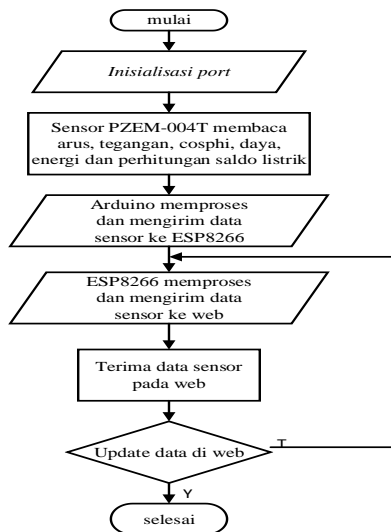 mulai
Inisialisasi port
Sensor PZEM-004T membaca
arus, tegangan, cosphi, daya,
energi dan perhitungan saldo listrik
Arduino memproses
dan mengirim data
sensor ke ESP8266
ESP8266 memproses
dan mengirim data
sensor ke web
Terima data sensor
pada web
Update data di web
T
Y
selesai